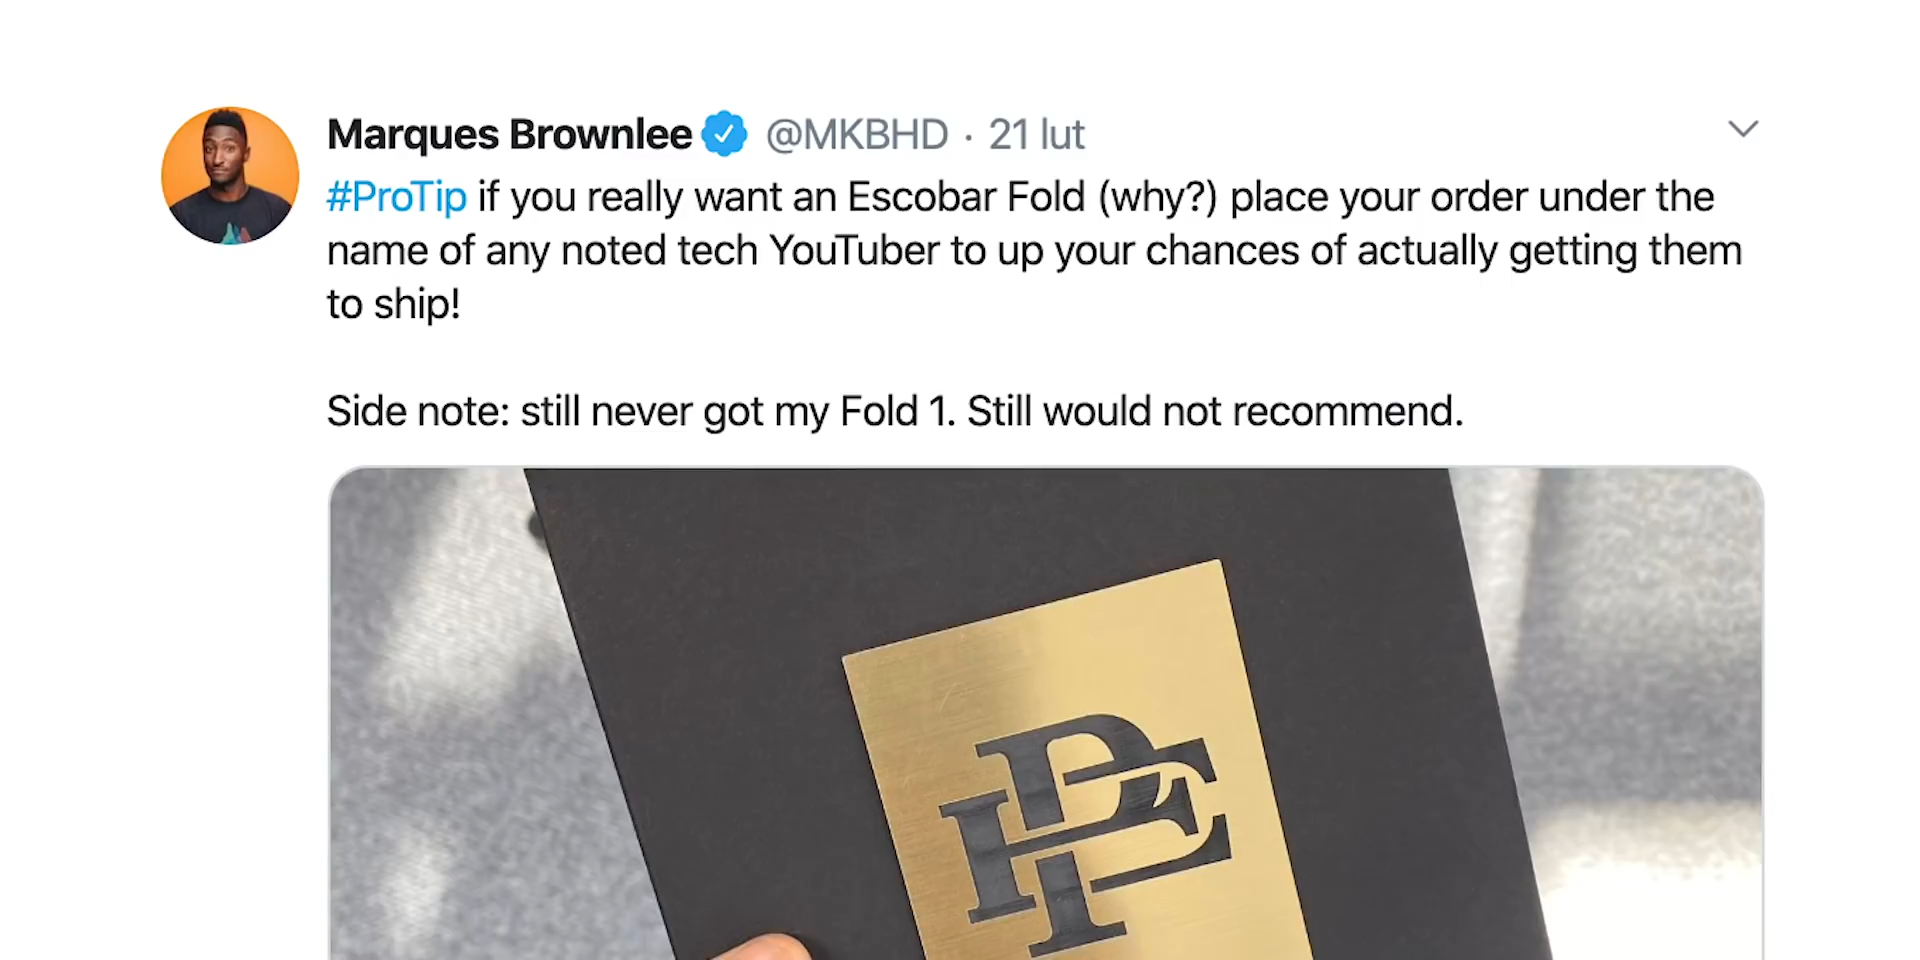 Marques Brownlee @MKBHD · 21 lut
#ProTip if you really want an Escobar Fold (why?) place your order under the
name of any noted tech YouTuber to up your chances of actually getting them
to ship!
Side note: still never got my Fold 1. Still would not recommend.
PE